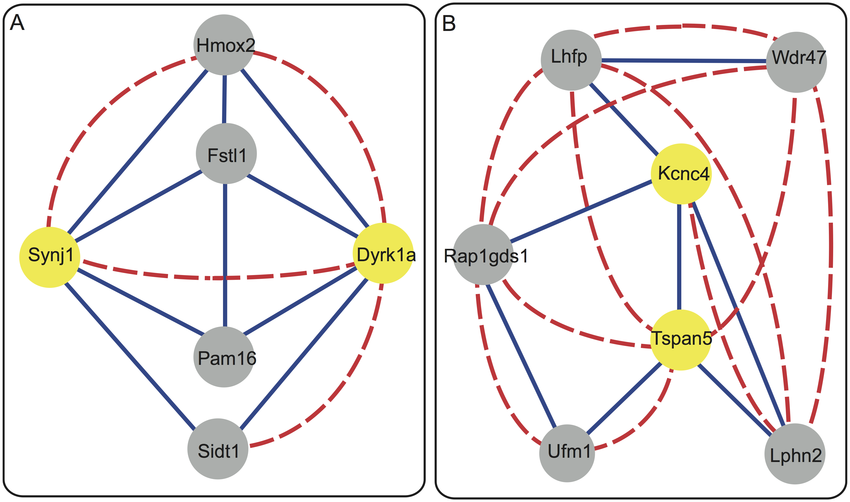 A
Hmox2
Fstl1
Synj1
Dyrk1a
Pam16
Sidt1
B
Lhfp
Wdr47
Kcnc4
Rap1gds1
Tspan5
Ufm1
Lphn2